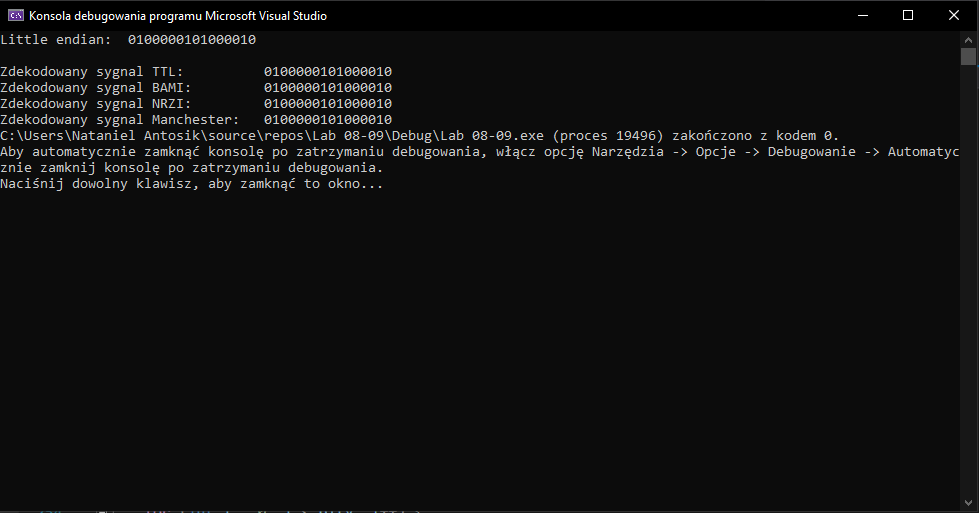 Konsola debugowania programu Microsoft Visual Studio
Little endian:  0100000101000010
Zdekodowany sygnal TTL:          0100000101000010
Zdekodowany sygnal BAMI:         0100000101000010
Zdekodowany sygnal NRZI:         0100000101000010
Zdekodowany sygnal Manchester:   0100000101000010
C:\Users\Nataniel Antosik\source\repos\Lab 08-09\Debug\Lab 08-09.exe (proces 19496) zakończono z kodem 0.
Aby automatycznie zamknąć konsolę po zatrzymaniu debugowania, włącz opcję Narzędzia -> Opcje -> Debugowanie -> Automatyc
znie zamknij konsolę po zatrzymaniu debugowania.
Naciśnij dowolny klawisz, aby zamknąć to okno...